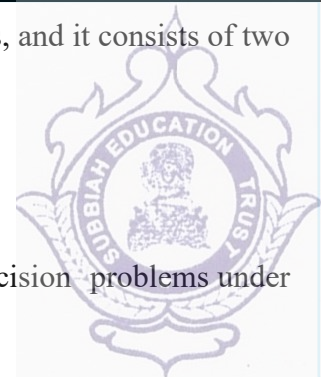 s, and it consists of two
SUBBIAH EDUCATION TRUST
cision problems under